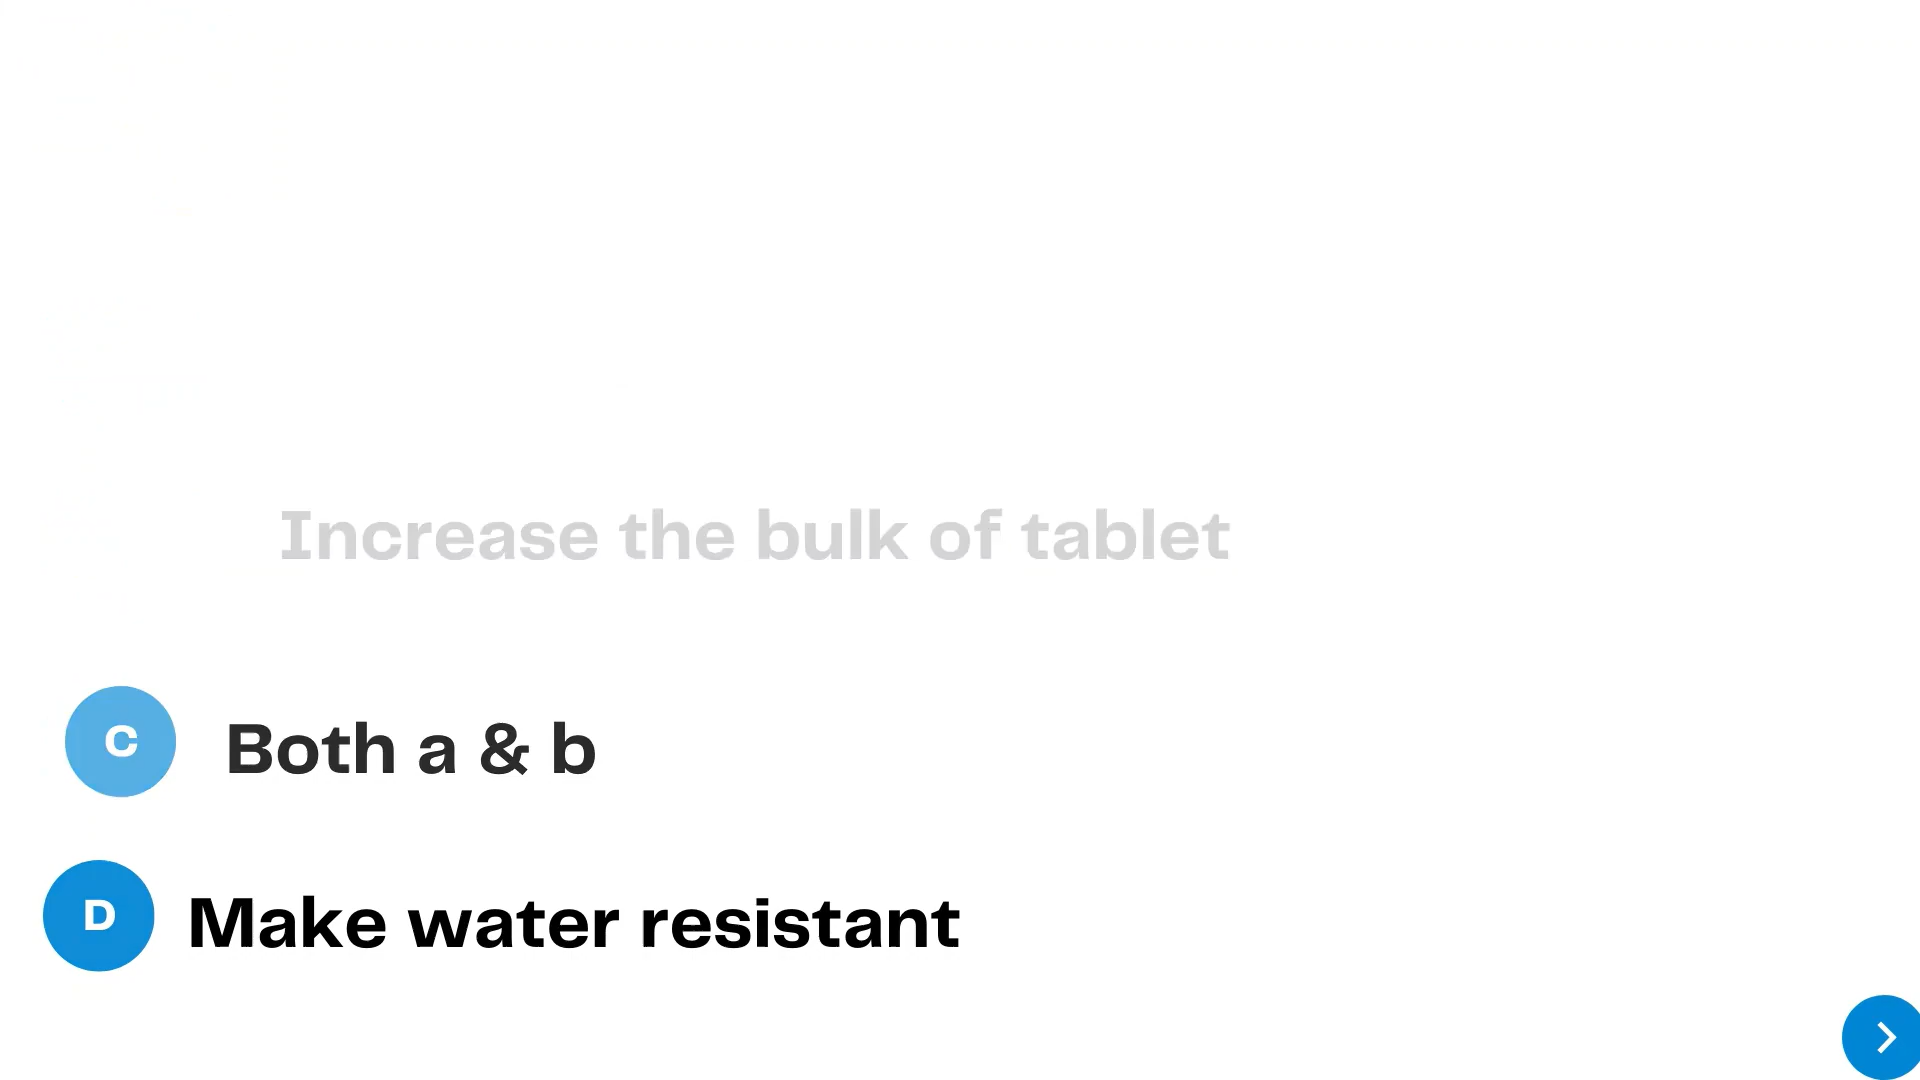 Increase the bulk of tablet
C Both a & b
D Make water resistant